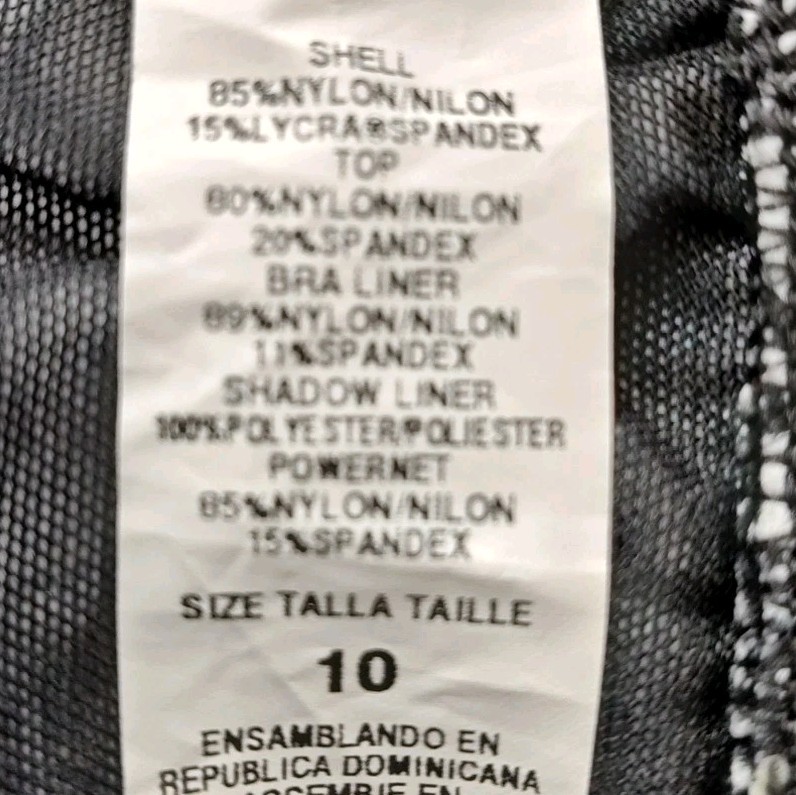 SHELL
85%NYLON/NILON
15%LYCRA®SPANDEX
TOP
80%NYLON/NILON
20%SPANDEX
BRA LINER
89%NYLON/NILON
11%SPANDEX
SHADOW LINER
100%POLYESTER/POLIESTER
POWERNET
85%NYLON/NILON
15%SPANDEX
SIZE TALLA TAILLE
10
ENSAMBLANDO EN
REPUBLICA DOMINICANA
ASSEMBIE EN